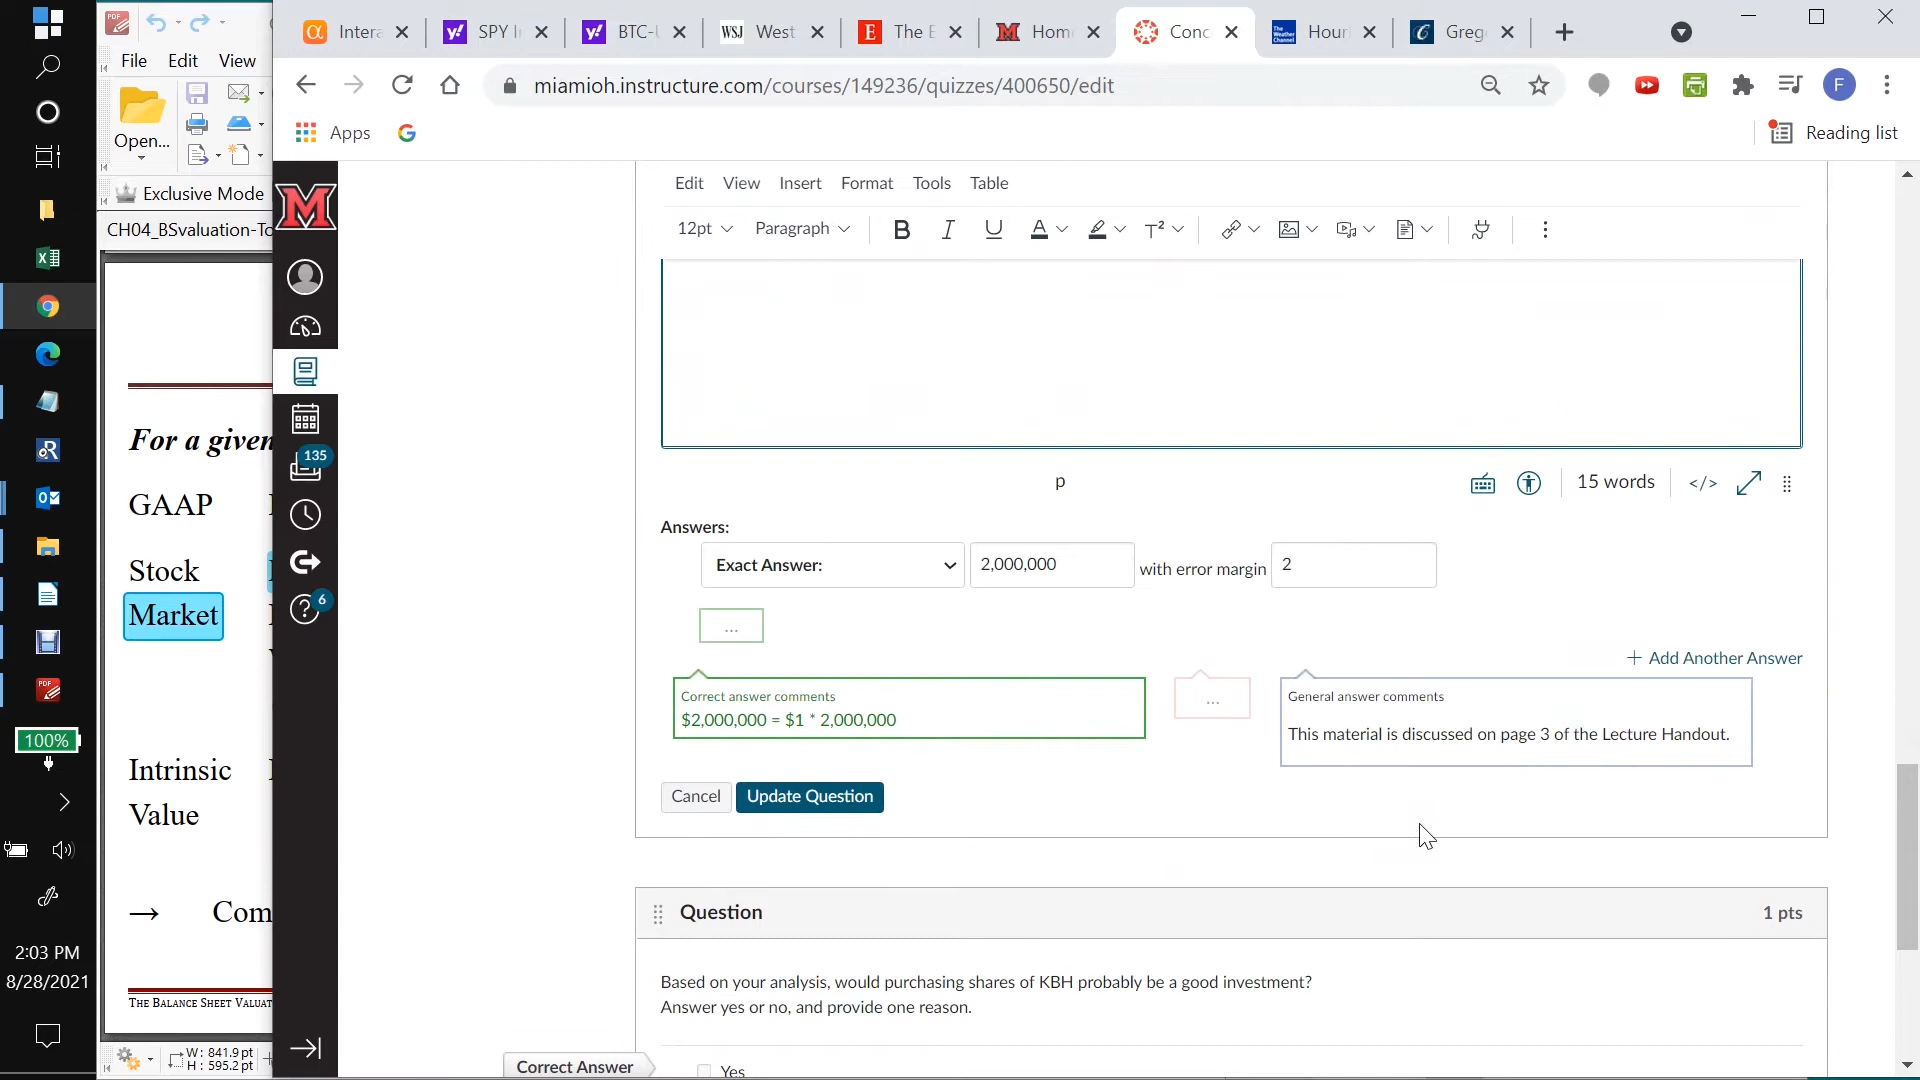 Intera
SPY I
BTC-U
WSJ West
The E
Hom
Conc
Hour
Greg
File Edit View
miamioh.instructure.com/courses/149236/quizzes/400650/edit
F
Open...
Apps
Reading list
Exclusive Mode
CH04_BSvaluation-To
Edit View Insert Format Tools Table
12pt Paragraph
For a given
GAAP
Stock
Market
Intrinsic
Value
→ Com
THE BALANCE SHEET VALUAT
W: 841.9 pt
H: 595.2 pt
135
6
100%
2:03 PM
8/28/2021
p
15 words
</>
Answers:
Exact Answer: 2,000,000 with error margin 2
...
+ Add Another Answer
Correct answer comments
$2,000,000 = $1 * 2,000,000
...
General answer comments
This material is discussed on page 3 of the Lecture Handout.
Cancel Update Question
Question 1 pts
Based on your analysis, would purchasing shares of KBH probably be a good investment?
Answer yes or no, and provide one reason.
Correct Answer
Yes